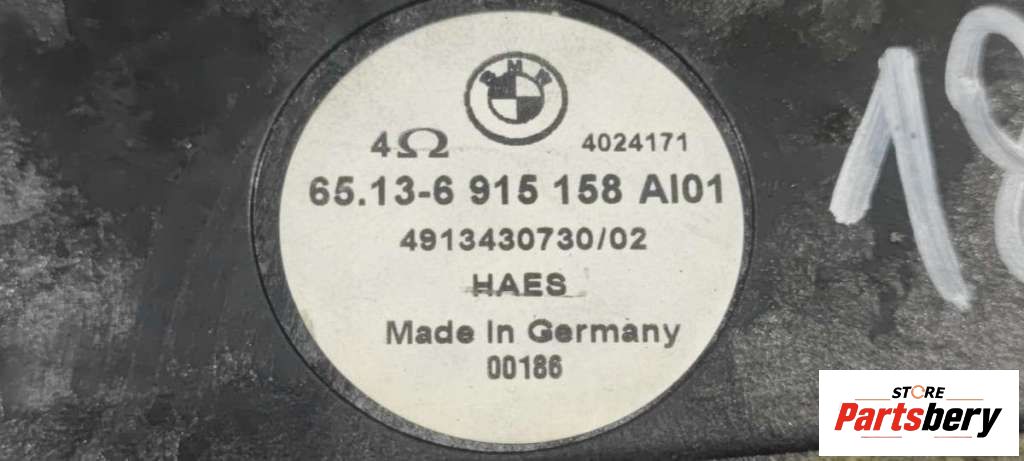 BMW
4Ω 4024171
65.13-6 915 158 AI01
4913430730/02
HAES
Made In Germany
00186
18
STORE
Partsbery